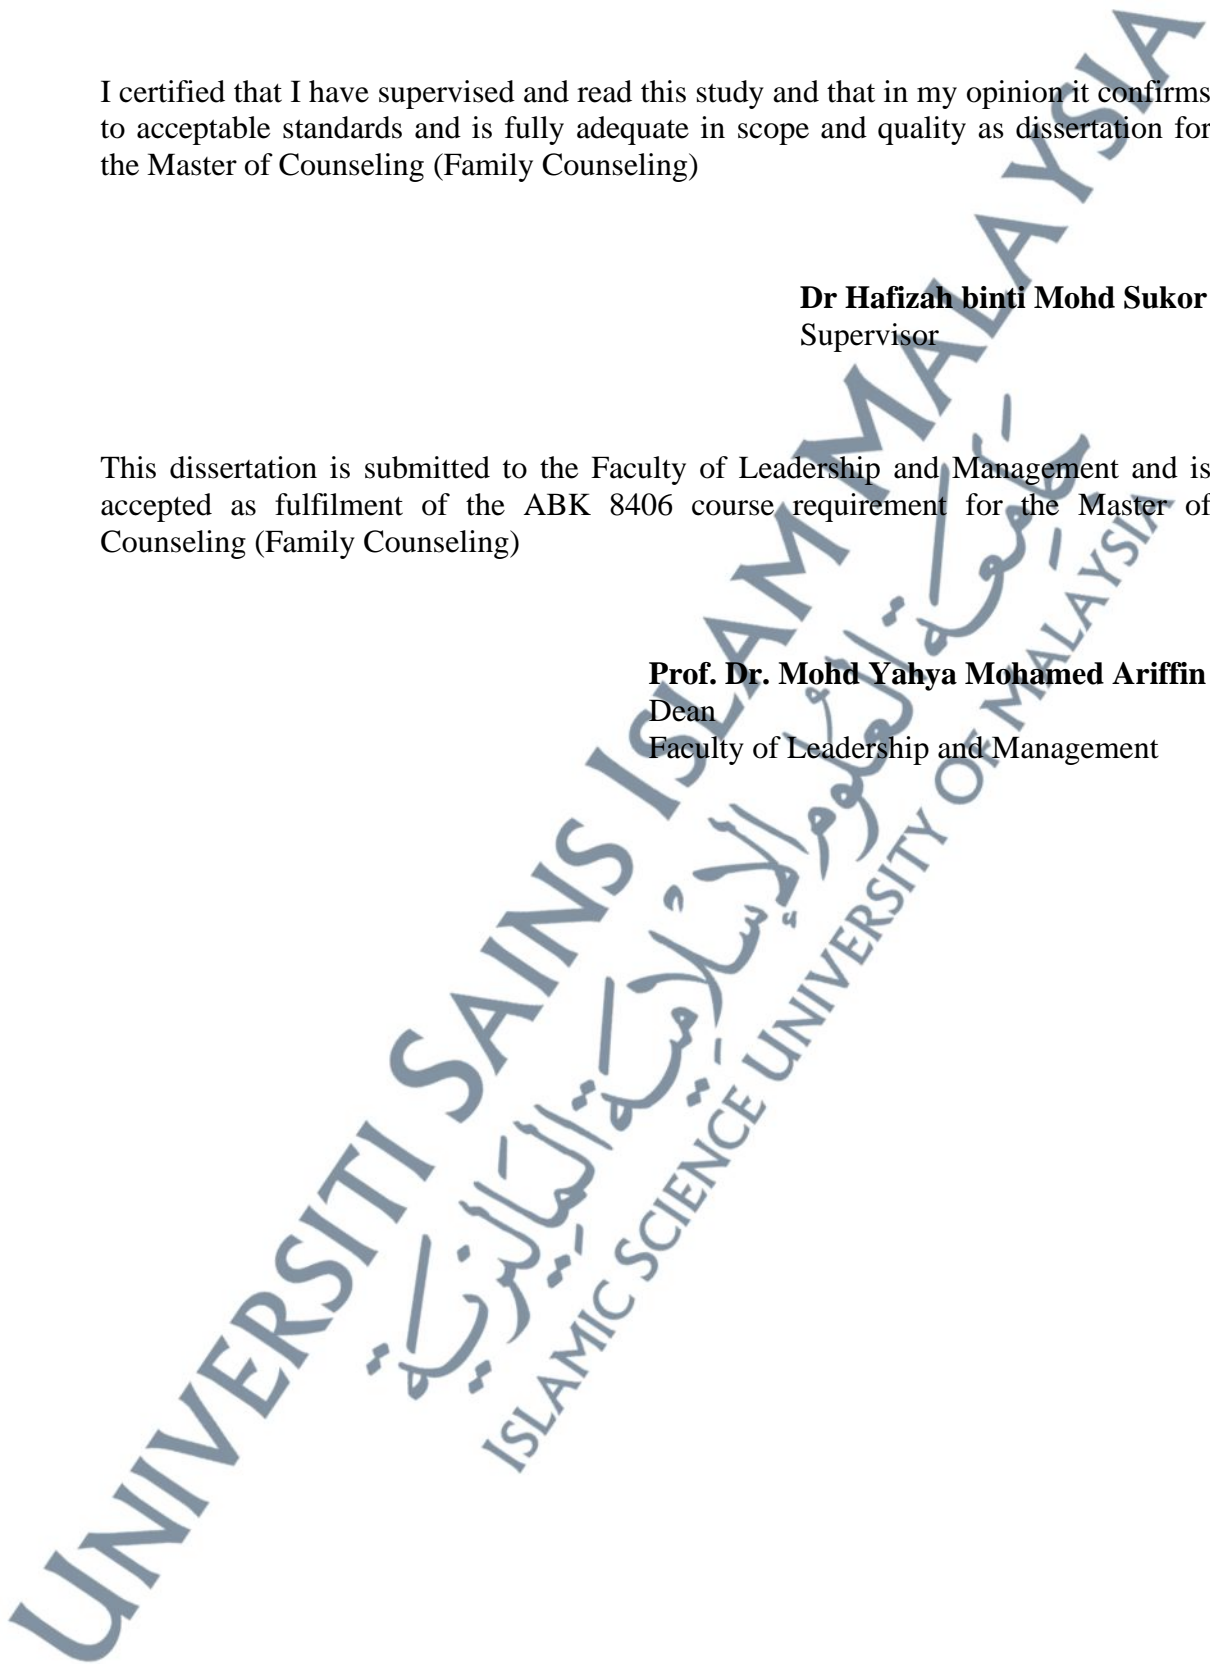 I certified that I have supervised and read this study and that in my opinion it confirms
to acceptable standards and is fully adequate in scope and quality as dissertation for
the Master of Counseling (Family Counseling)
Dr Hafizah binti Mohd Sukor
Supervisor
This dissertation is submitted to the Faculty of Leadership and Management and is
accepted as fulfilment of the ABK 8406 course requirement for the Master of
Counseling (Family Counseling)
Prof. Dr. Mohd Yahya Mohamed Ariffin
Dean
Faculty of Leadership and Management
UNIVERSITI SAINS ISLAM MALAYSIA
جامعة العلوم الإسلامية الماليزية
ISLAMIC SCIENCE UNIVERSITY OF MALAYSIA